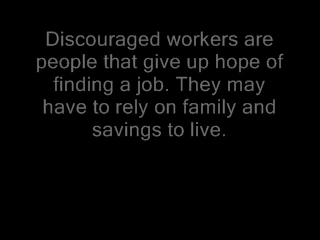 Discouraged workers are
people that give up hope of
finding a job. They may
have to rely on family and
savings to live.